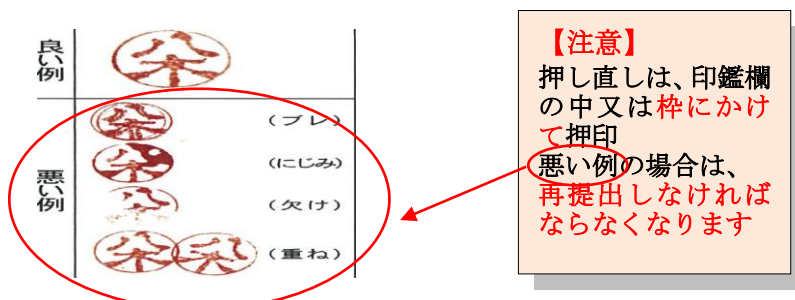 良い例
悪い例
(ブレ)
(にじみ)
(欠け)
(重ね)
【注意】
押し直しは、印鑑欄
の中又は枠にかけ
て押印
悪い例の場合は、
再提出しなければ
ならなくなります